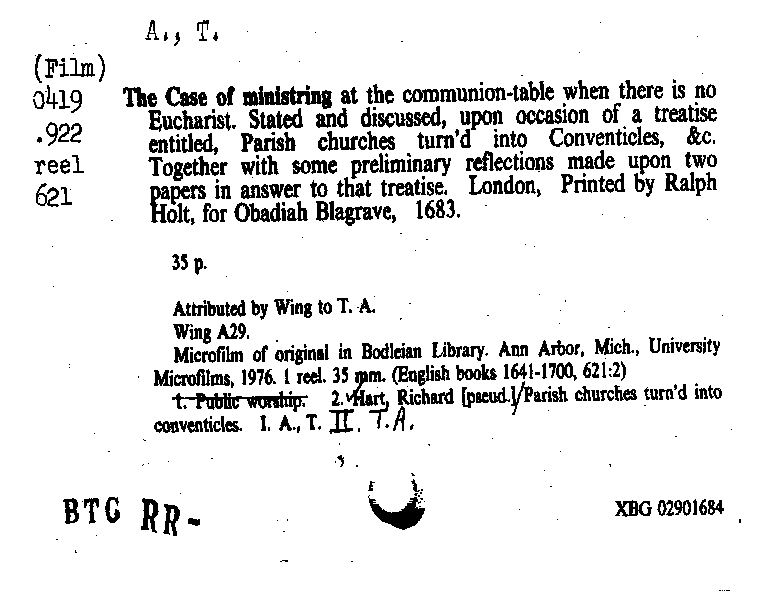 A., T.
(Film)
0419
.922
reel
621
The Case of ministring at the communion-table when there is no
Eucharist. Stated and discussed, upon occasion of a treatise
entitled, Parish churches turn'd into Conventicles, &c.
Together with some preliminary reflections made upon two
papers in answer to that treatise. London, Printed by Ralph
Holt, for Obadiah Blagrave, 1683.
35 p.
Attributed by Wing to T. A.
Wing A29.
Microfilm of original in Bodleian Library. Ann Arbor, Mich., University
Microfilms, 1976. 1 reel. 35 mm. (English books 1641-1700, 621:2)
1. Public worship. 2. Hart, Richard [pseud.]/Parish churches turn'd into
conventicles. I. A., T. II. T.A.
BTG RR-
XBG 02901684